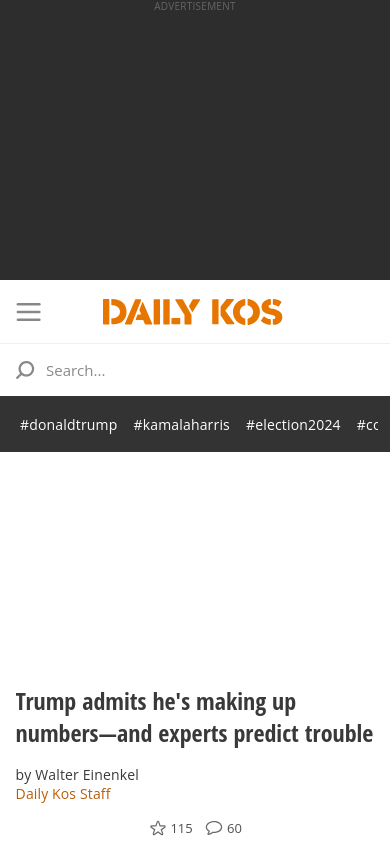 ADVERTISEMENT
DAILY KOS
Search...
#donaldtrump #kamalaharris #election2024
Trump admits he's making up
numbers—and experts predict trouble
by Walter Einenkel
Daily Kos Staff
115 60